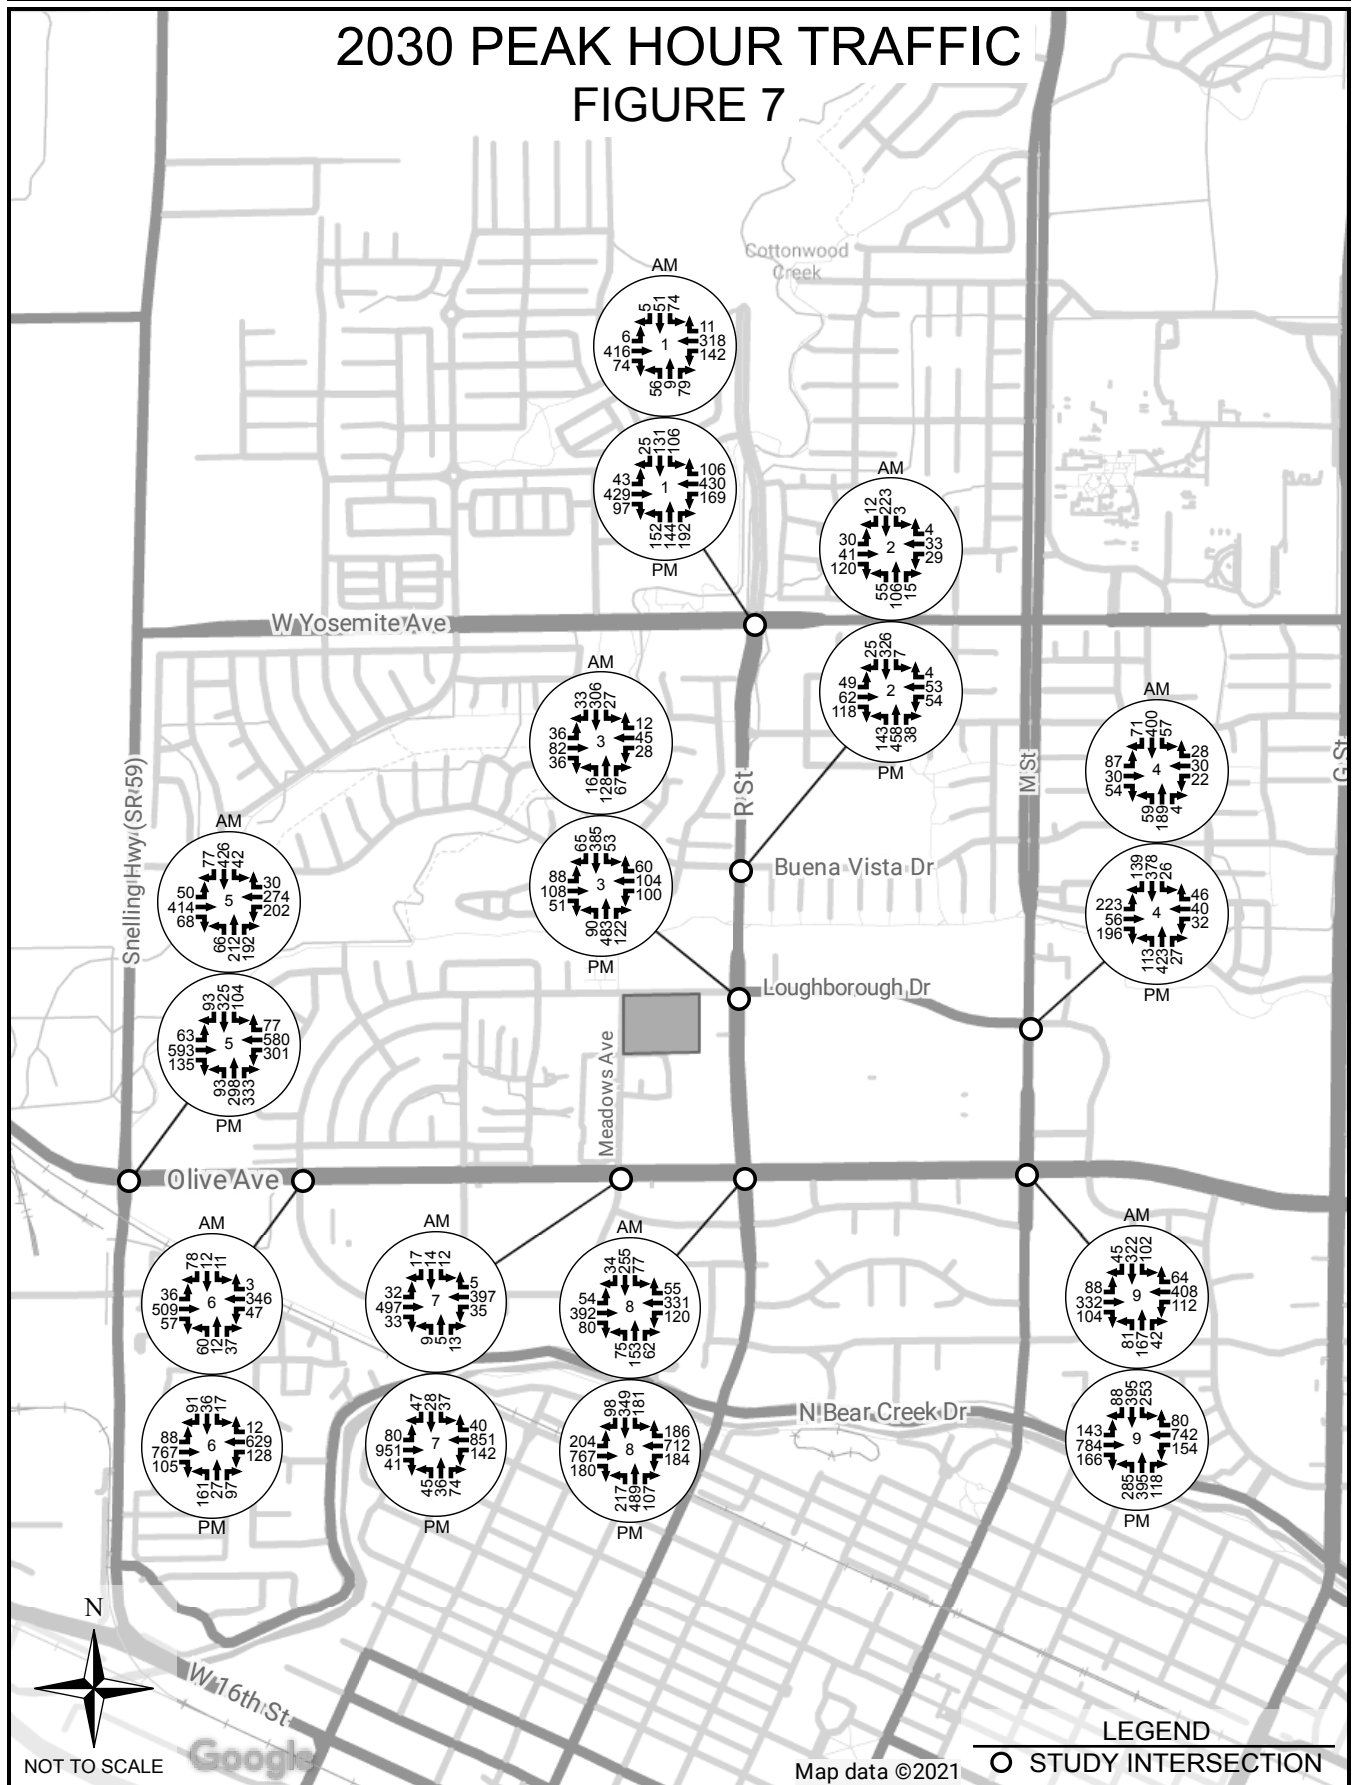 2030 PEAK HOUR TRAFFIC
FIGURE 7
Cottonwood
Creek
AM
5 51 74
6 416 74
1
11 318 142
56 9 79
25 131 106
43 429 97
1
106 430 169
152 144 192
PM
AM
12 223 3
30 41 120
2
4 33 29
55 106 15
25 326 7
49 62 118
2
4 53 54
143 458 38
PM
W Yosemite Ave
AM
33 306 27
36 82 36
3
12 45 28
16 128 67
65 385 53
88 108 51
3
60 104 100
90 483 122
PM
AM
71 400 57
87 30 54
4
28 30 22
59 189 4
139 378 26
223 56 196
4
46 40 32
113 423 27
PM
Snelling Hwy (SR 59)
R St
M St
G St
Buena Vista Dr
Loughborough Dr
Meadows Ave
AM
77 426 42
50 414 68
5
30 274 202
66 212 192
93 325 104
63 593 135
5
77 580 301
93 298 333
PM
Olive Ave
AM
78 12 11
36 509 57
6
3 346 47
60 12 37
91 36 17
88 767 105
6
12 629 128
161 27 97
PM
AM
17 14 12
32 497 33
7
5 397 35
9 5 13
47 28 37
80 951 41
7
40 851 142
45 36 74
PM
AM
34 255 77
54 392 80
8
55 331 120
75 153 62
98 349 181
204 767 180
8
186 712 184
217 489 107
PM
AM
45 322 102
88 332 104
9
64 408 112
81 167 42
88 395 253
143 784 166
9
80 742 154
285 395 118
PM
N Bear Creek Dr
W 16th St
N
NOT TO SCALE
Google
Map data ©2021
LEGEND
STUDY INTERSECTION